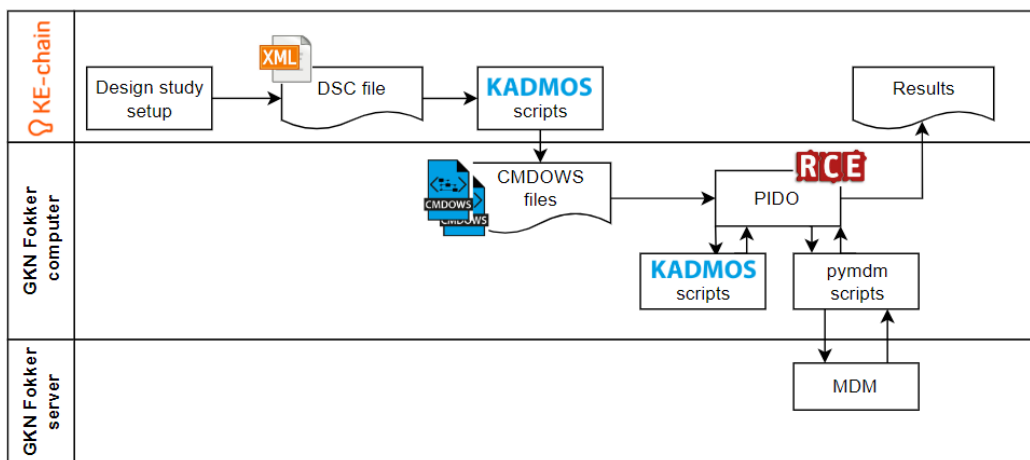 KE-chain
Design study
setup
XML
DSC file
KADMOS
scripts
Results
GKN Fokker
computer
CMDOWS
CMDOWS
CMDOWS
files
RCE
PIDO
KADMOS
scripts
pymdm
scripts
GKN Fokker
server
MDM